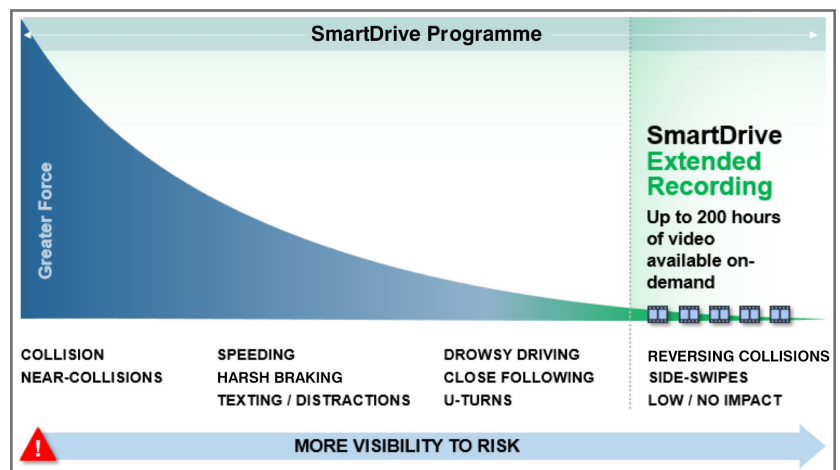 SmartDrive Programme
Greater Force
SmartDrive
Extended
Recording
Up to 200 hours
of video
available on-
demand
COLLISION
NEAR-COLLISIONS
SPEEDING
HARSH BRAKING
TEXTING / DISTRACTIONS
DROWSY DRIVING
CLOSE FOLLOWING
U-TURNS
REVERSING COLLISIONS
SIDE-SWIPES
LOW / NO IMPACT
MORE VISIBILITY TO RISK